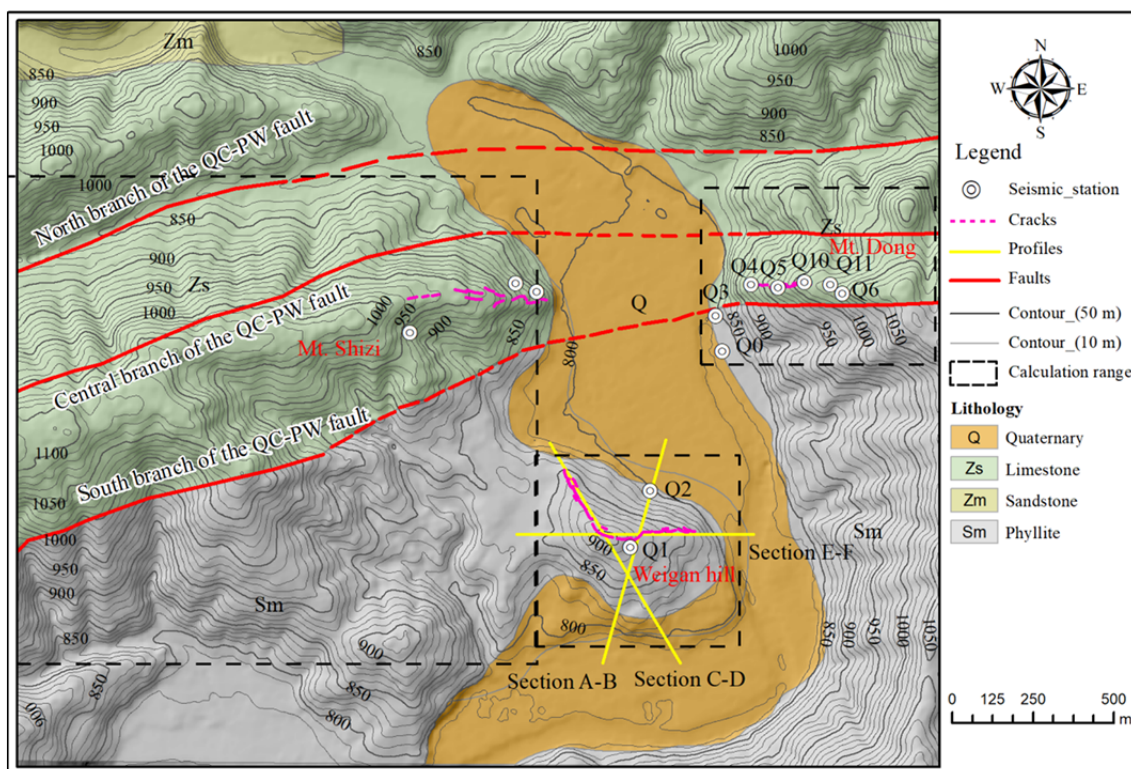 Zm
850
1000
850
900
950
1000
850
900
950
1000
North branch of the QC-PW fault
850
900
950
1000
Zs
Central branch of the QC-PW fault
1000
950
900
850
Mt. Shizi
South branch of the QC-PW fault
1100
1050
1000
950
900
850
Sm
900
850
800
850
900
Q
800
Zs
Mt. Dong
Q4
Q5
Q10
Q11
Q6
Q3
Q0
850
900
950
1000
1050
Q2
Q1
900
850
Weigan hill
800
Section E-F
Section A-B
Section C-D
Sm
850
900
950
1000
1050
N
W
E
S
Legend
Seismic_station
Cracks
Profiles
Faults
Contour_(50 m)
Contour_(10 m)
Calculation range
Lithology
Q Quaternary
Zs Limestone
Zm Sandstone
Sm Phyllite
0 125 250 500
m